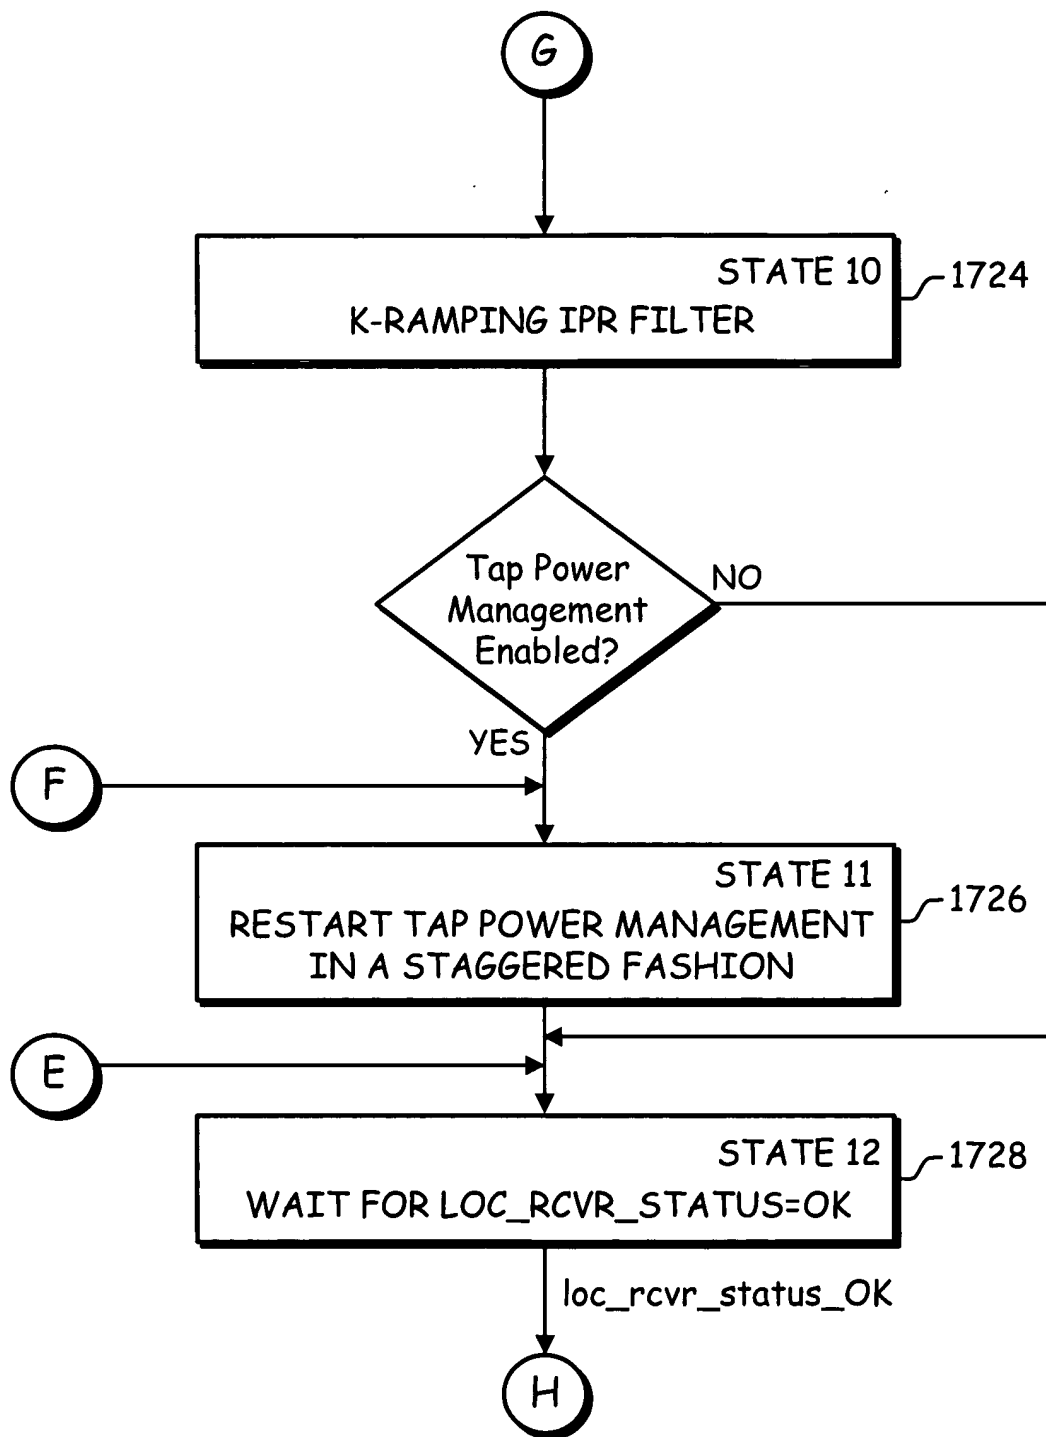 G
STATE 10
K-RAMPING IPR FILTER
1724
Tap Power
Management
Enabled?
NO
YES
F
STATE 11
RESTART TAP POWER MANAGEMENT
IN A STAGGERED FASHION
1726
E
STATE 12
WAIT FOR LOC_RCVR_STATUS=OK
1728
loc_rcvr_status_OK
H